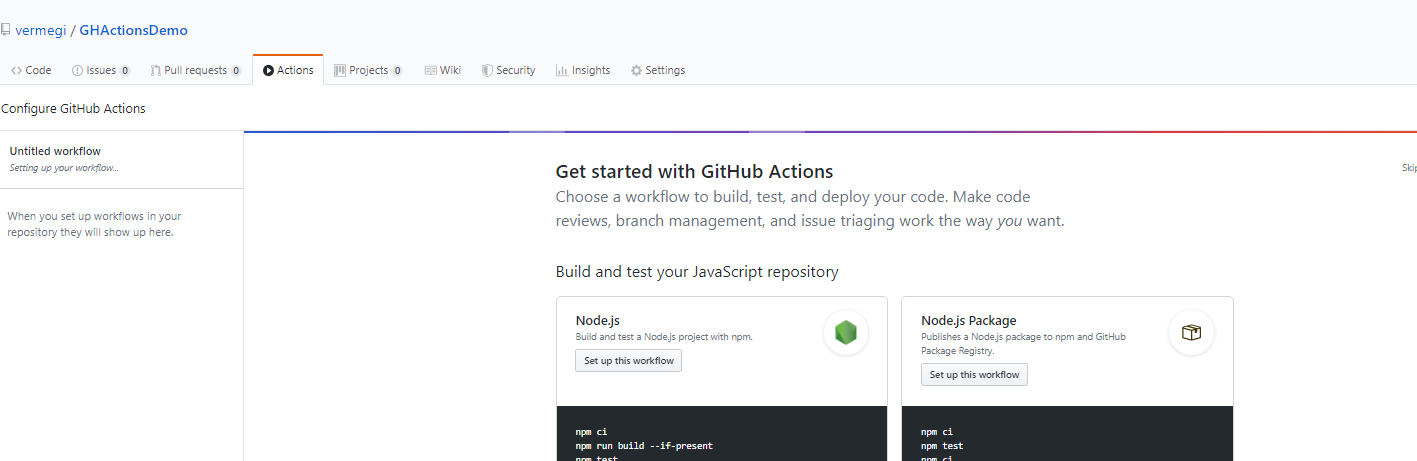 vermegi / GHActionsDemo
Code Issues 0 Pull requests 0 Actions Projects 0 Wiki Security Insights Settings
Configure GitHub Actions
Untitled workflow
Setting up your workflow...
When you set up workflows in your
repository they will show up here.
Get started with GitHub Actions
Choose a workflow to build, test, and deploy your code. Make code
reviews, branch management, and issue triaging work the way you want.
Build and test your JavaScript repository
Node.js
Build and test a Node.js project with npm.
Set up this workflow
npm ci
npm run build --if-present
npm test
Node.js Package
Publishes a Node.js package to npm and GitHub
Package Registry.
Set up this workflow
npm ci
npm test
npm ci